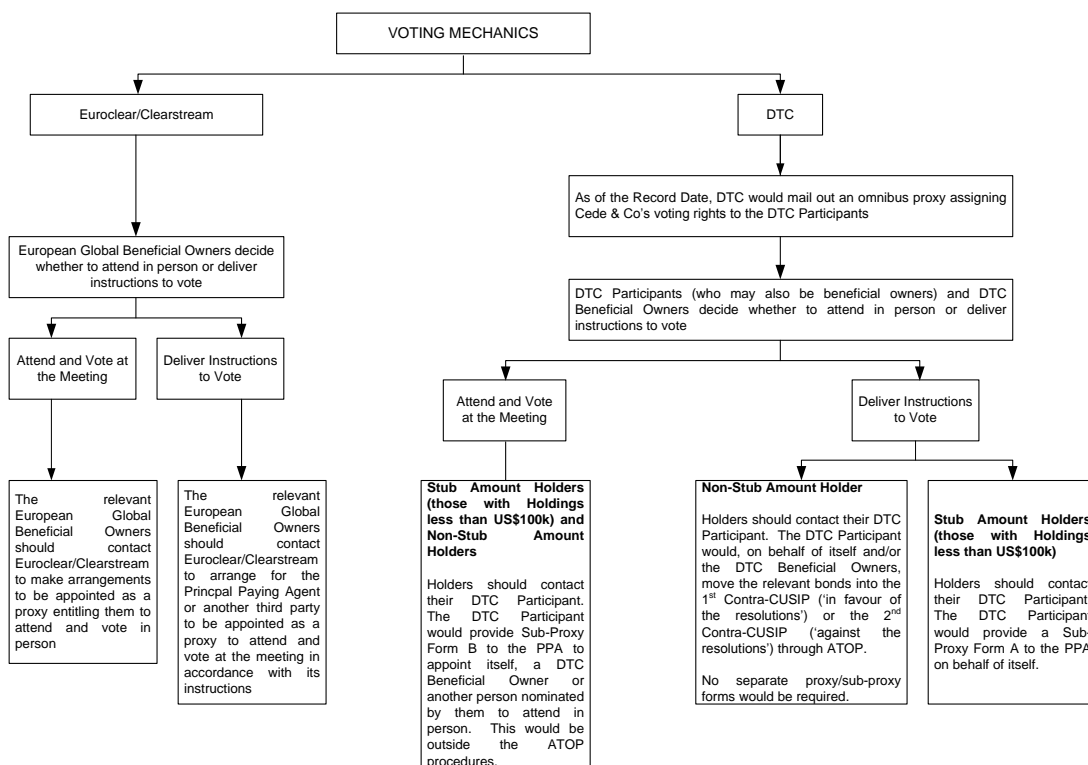 VOTING MECHANICS
Euroclear/Clearstream
DTC
As of the Record Date, DTC would mail out an omnibus proxy assigning
Cede & Co’s voting rights to the DTC Participants
European Global Beneficial Owners decide
whether to attend in person or deliver
instructions to vote
DTC Participants (who may also be beneficial owners) and DTC
Beneficial Owners decide whether to attend in person or deliver
instructions to vote
Attend and Vote at
the Meeting
Deliver Instructions
to Vote
Attend and Vote
at the Meeting
Deliver Instructions
to Vote
The relevant
European Global
Beneficial Owners
should contact
Euroclear/Clearstream
to make arrangements
to be appointed as a
proxy entitling them to
attend and vote in
person
The relevant
European Global
Beneficial Owners
should contact
Euroclear/Clearstream
to arrange for the
Princpal Paying Agent
or another third party
to be appointed as a
proxy to attend and
vote at the meeting in
accordance with its
instructions
Stub Amount Holders
(those with Holdings
less than US$100k) and
Non-Stub Amount
Holders
Holders should contact
their DTC Participant.
The DTC Participant
would provide Sub-Proxy
Form B to the PPA to
appoint itself, a DTC
Beneficial Owner or
another person nominated
by them to attend in
person. This would be
outside the ATOP
procedures.
Non-Stub Amount Holder
Holders should contact their DTC
Participant. The DTC Participant
would, on behalf of itself and/or
the DTC Beneficial Owners,
move the relevant bonds into the
1st Contra-CUSIP (‘in favour of
the resolutions’) or the 2nd
Contra-CUSIP (‘against the
resolutions’) through ATOP.
No separate proxy/sub-proxy
forms would be required.
Stub Amount Holders
(those with Holdings
less than US$100k)
Holders should contact
their DTC Participant.
The DTC Participant
would provide a Sub-
Proxy Form A to the PPA
on behalf of itself.